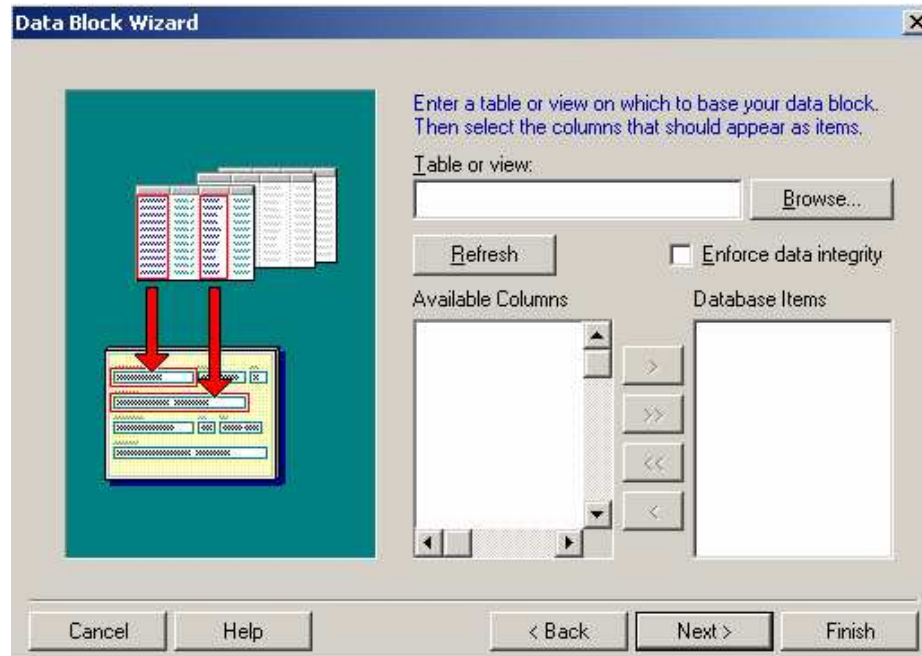 Data Block Wizard
Enter a table or view on which to base your data block.
Then select the columns that should appear as items.
Table or view:
Browse...
Refresh
Enforce data integrity
Available Columns
Database Items
>
>>
<<
<
Cancel
Help
< Back
Next >
Finish